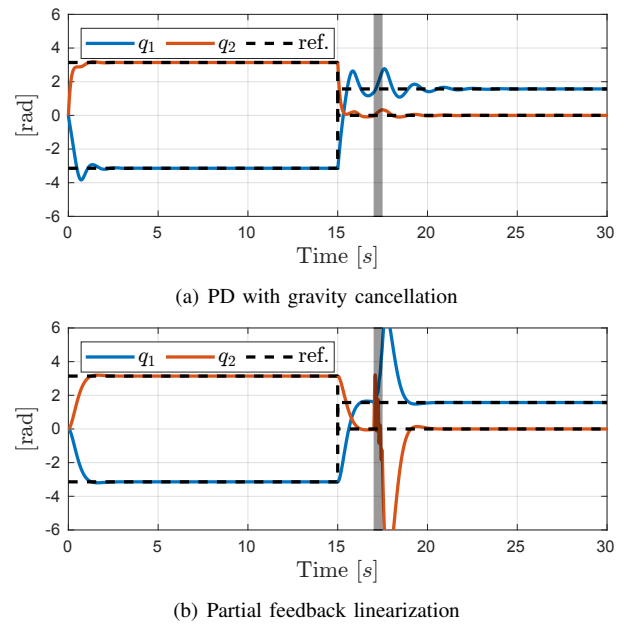 6
4
2
0
-2
-4
-6
[rad]
q₁ q₂ ref.
0 5 10 15 20 25 30
Time [s]
(a) PD with gravity cancellation
6
4
2
0
-2
-4
-6
[rad]
q₁ q₂ ref.
0 5 10 15 20 25 30
Time [s]
(b) Partial feedback linearization